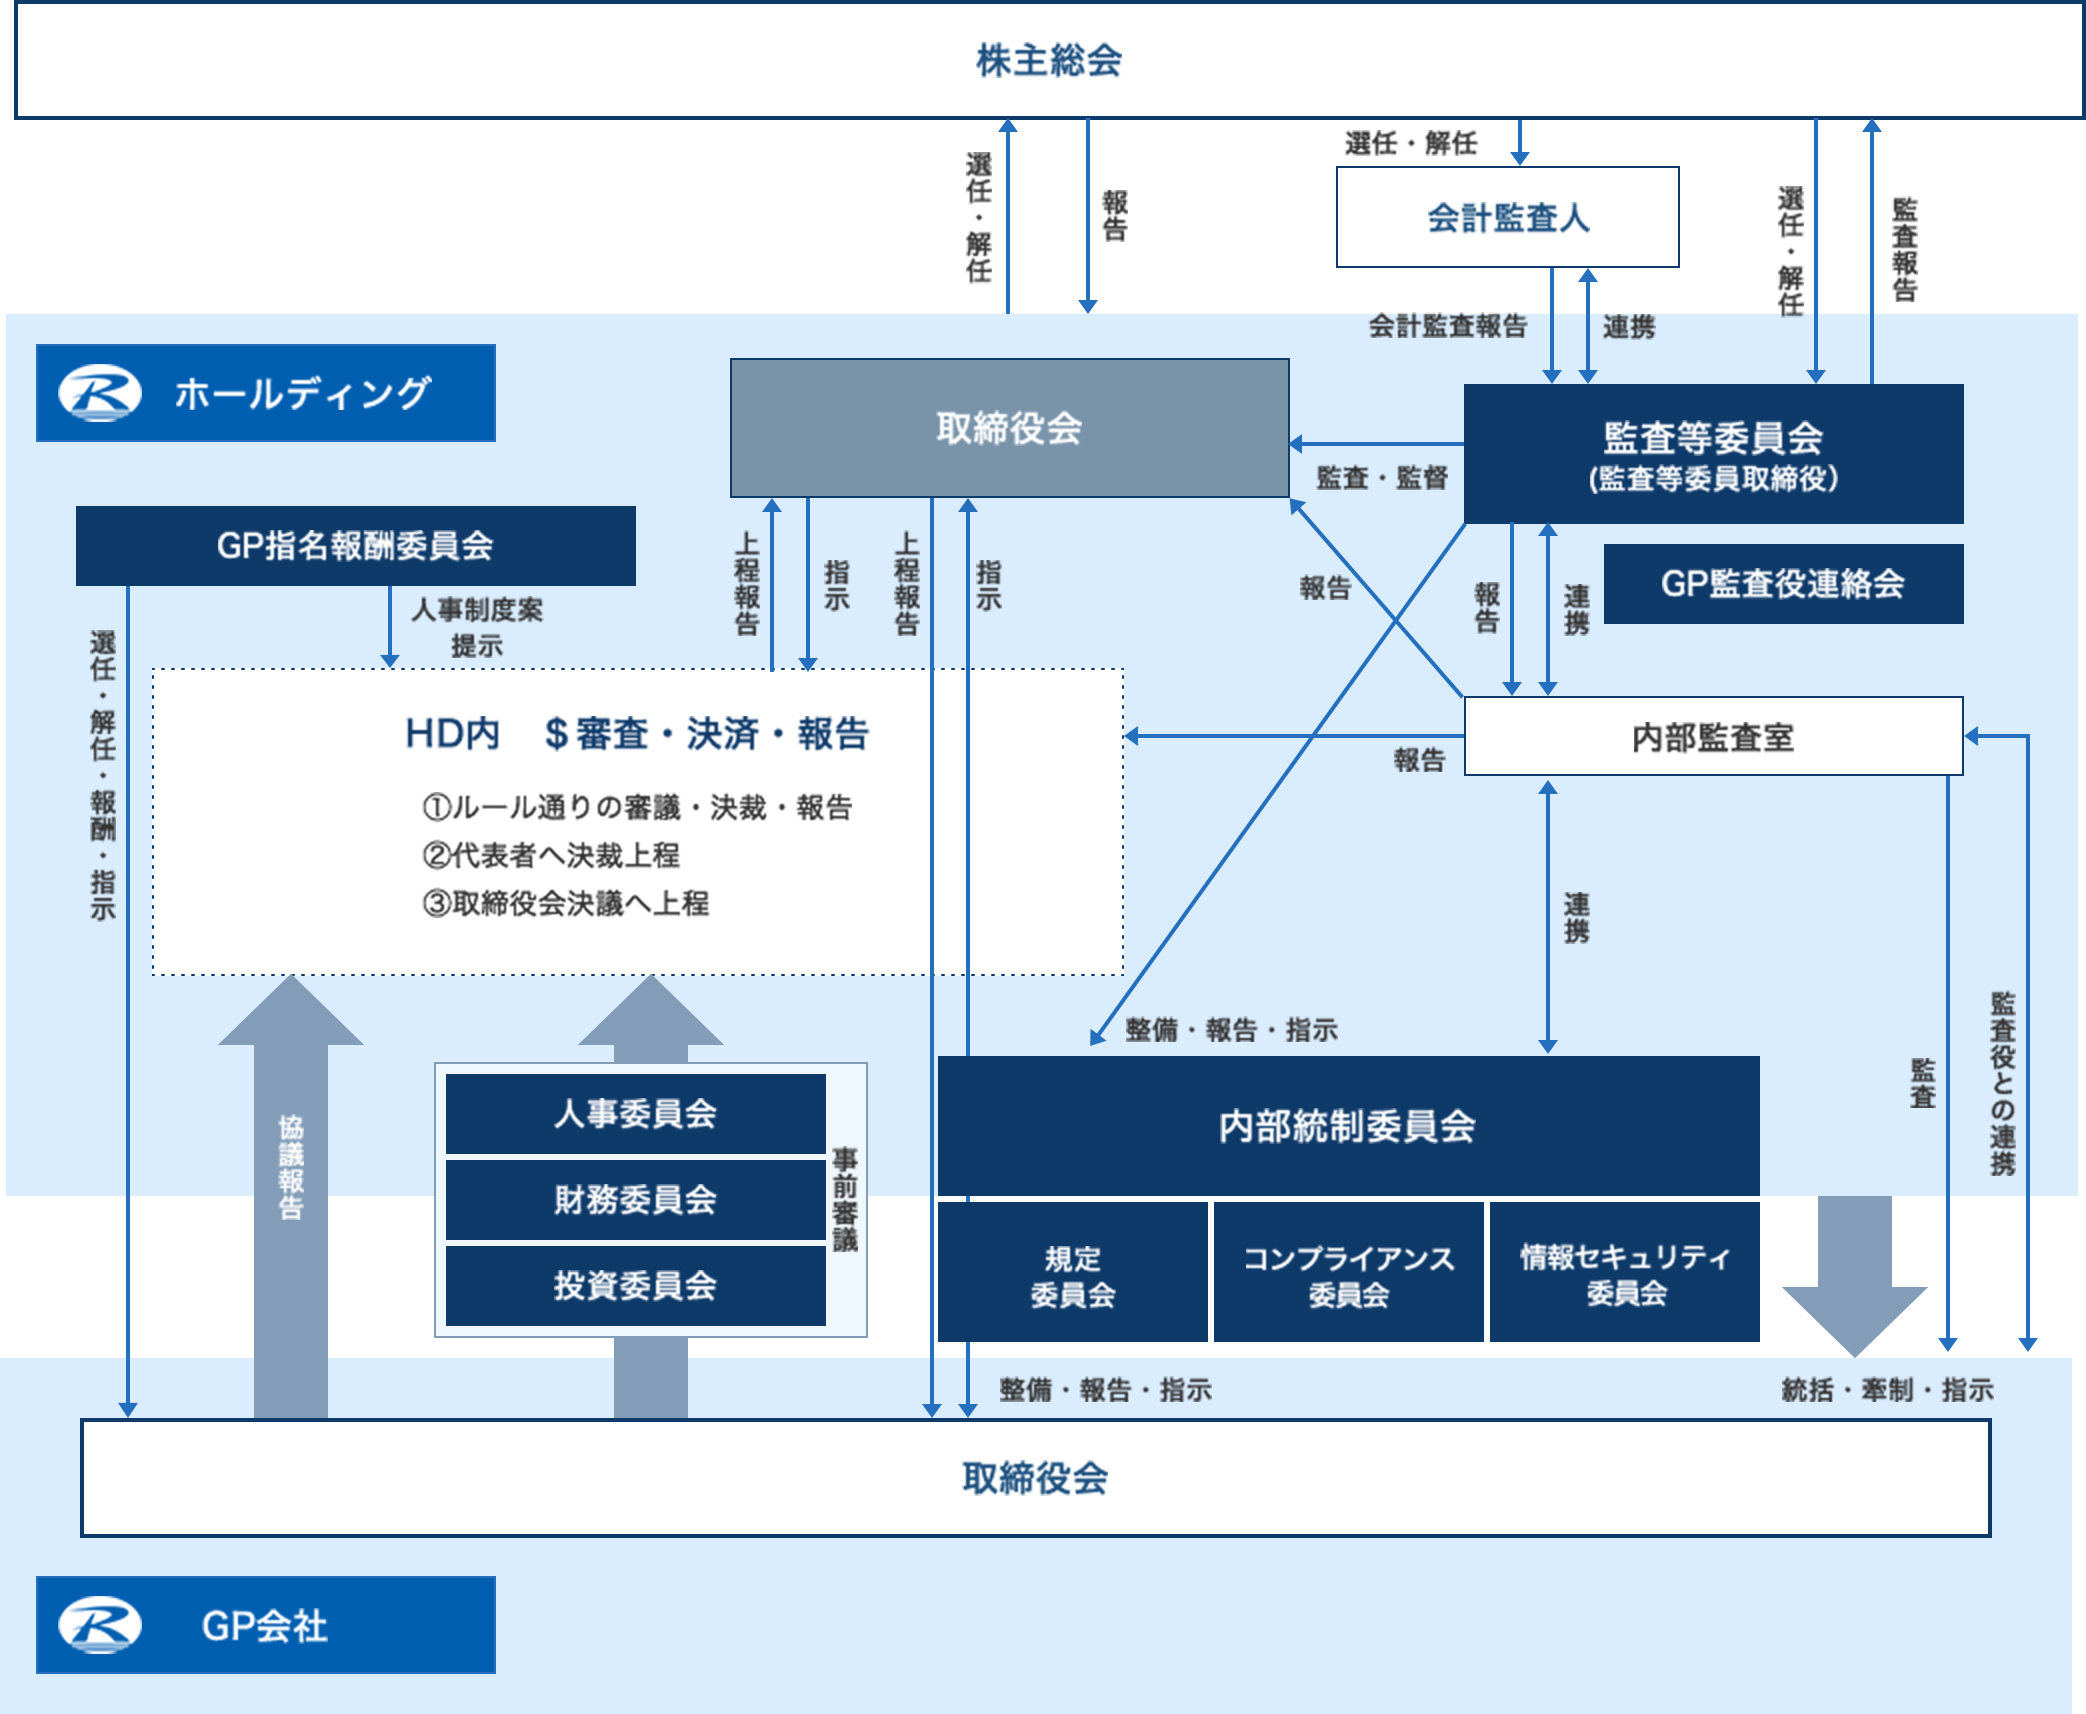 株主総会
選任・解任
報告
選任・解任
会計監査人
選任・解任
監査報告
会計監査報告
連携
ホールディング
取締役会
監査等委員会
(監査等委員取締役)
監査・監督
GP指名報酬委員会
GP監査役連絡会
人事制度案
提示
上程報告
指示
上程報告
指示
報告
報告
連携
選任・解任・報酬・指示
HD内　$審査・決済・報告
①ルール通りの審議・決裁・報告
②代表者へ決裁上程
③取締役会決議へ上程
内部監査室
報告
連携
整備・報告・指示
監査
監査役との連携
協議報告
人事委員会
財務委員会
投資委員会
事前審議
内部統制委員会
規定
委員会
コンプライアンス
委員会
情報セキュリティ
委員会
整備・報告・指示
統括・牽制・指示
取締役会
R
GP会社